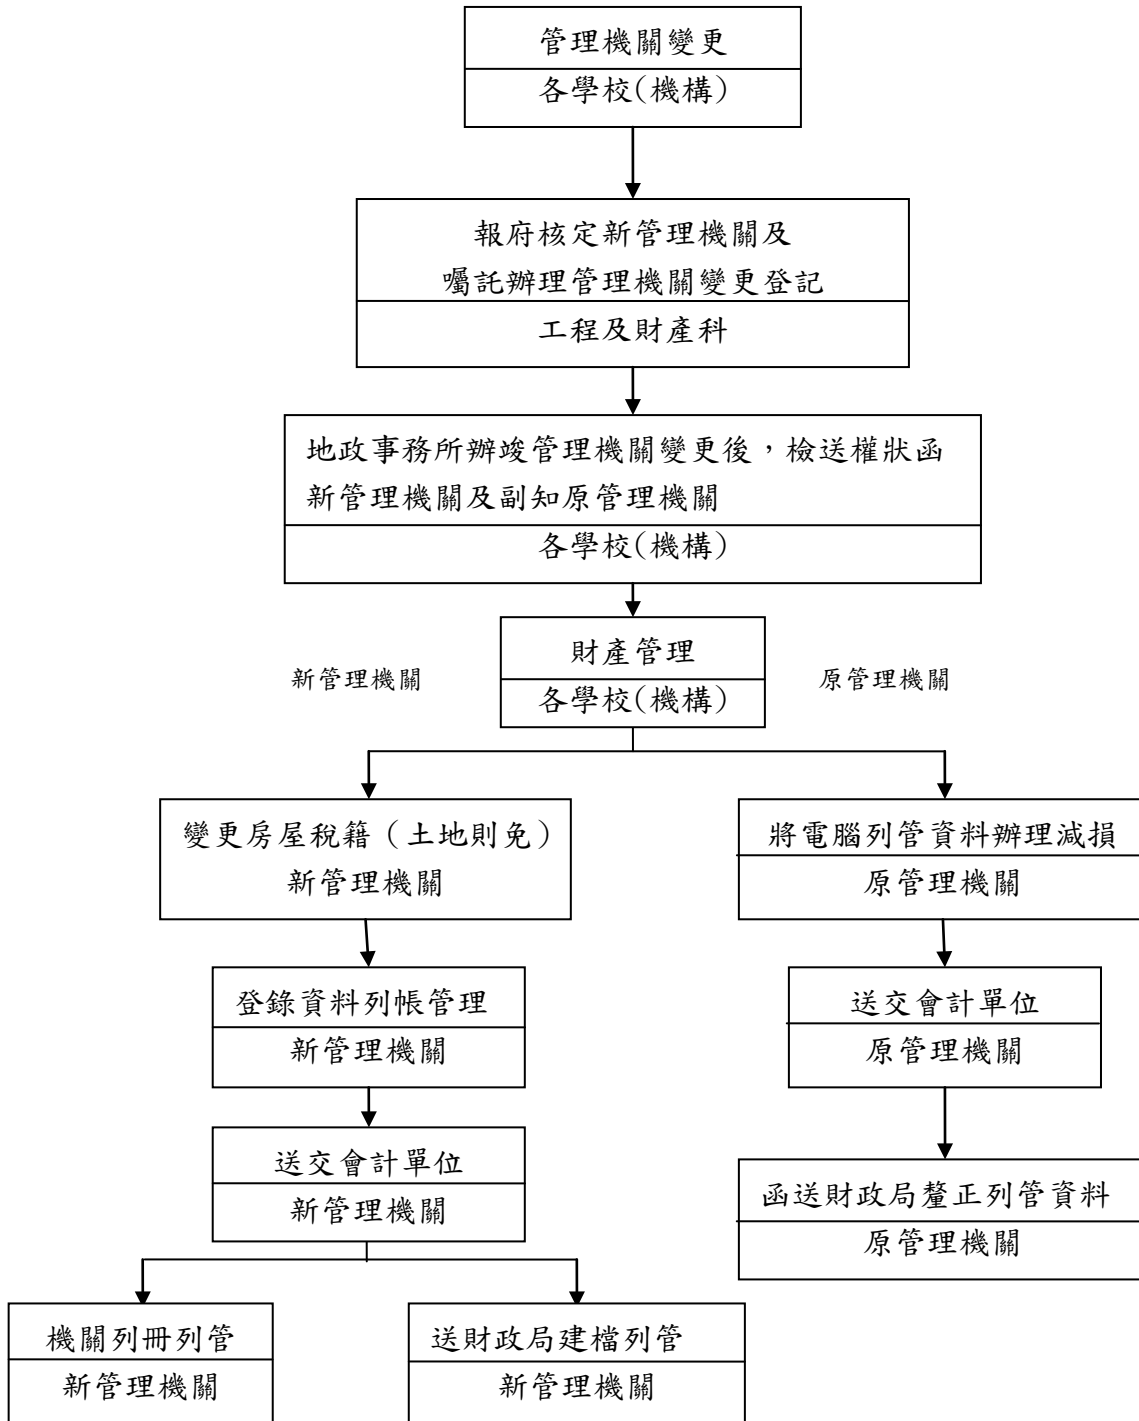 管理機關變更
各學校(機構)
報府核定新管理機關及
囑託辦理管理機關變更登記
工程及財產科
地政事務所辦竣管理機關變更後，檢送權狀函
新管理機關及副知原管理機關
各學校(機構)
財產管理
各學校(機構)
新管理機關
原管理機關
變更房屋稅籍（土地則免）
新管理機關
登錄資料列帳管理
新管理機關
送交會計單位
新管理機關
機關列冊列管
新管理機關
送財政局建檔列管
新管理機關
將電腦列管資料辦理減損
原管理機關
送交會計單位
原管理機關
函送財政局釐正列管資料
原管理機關